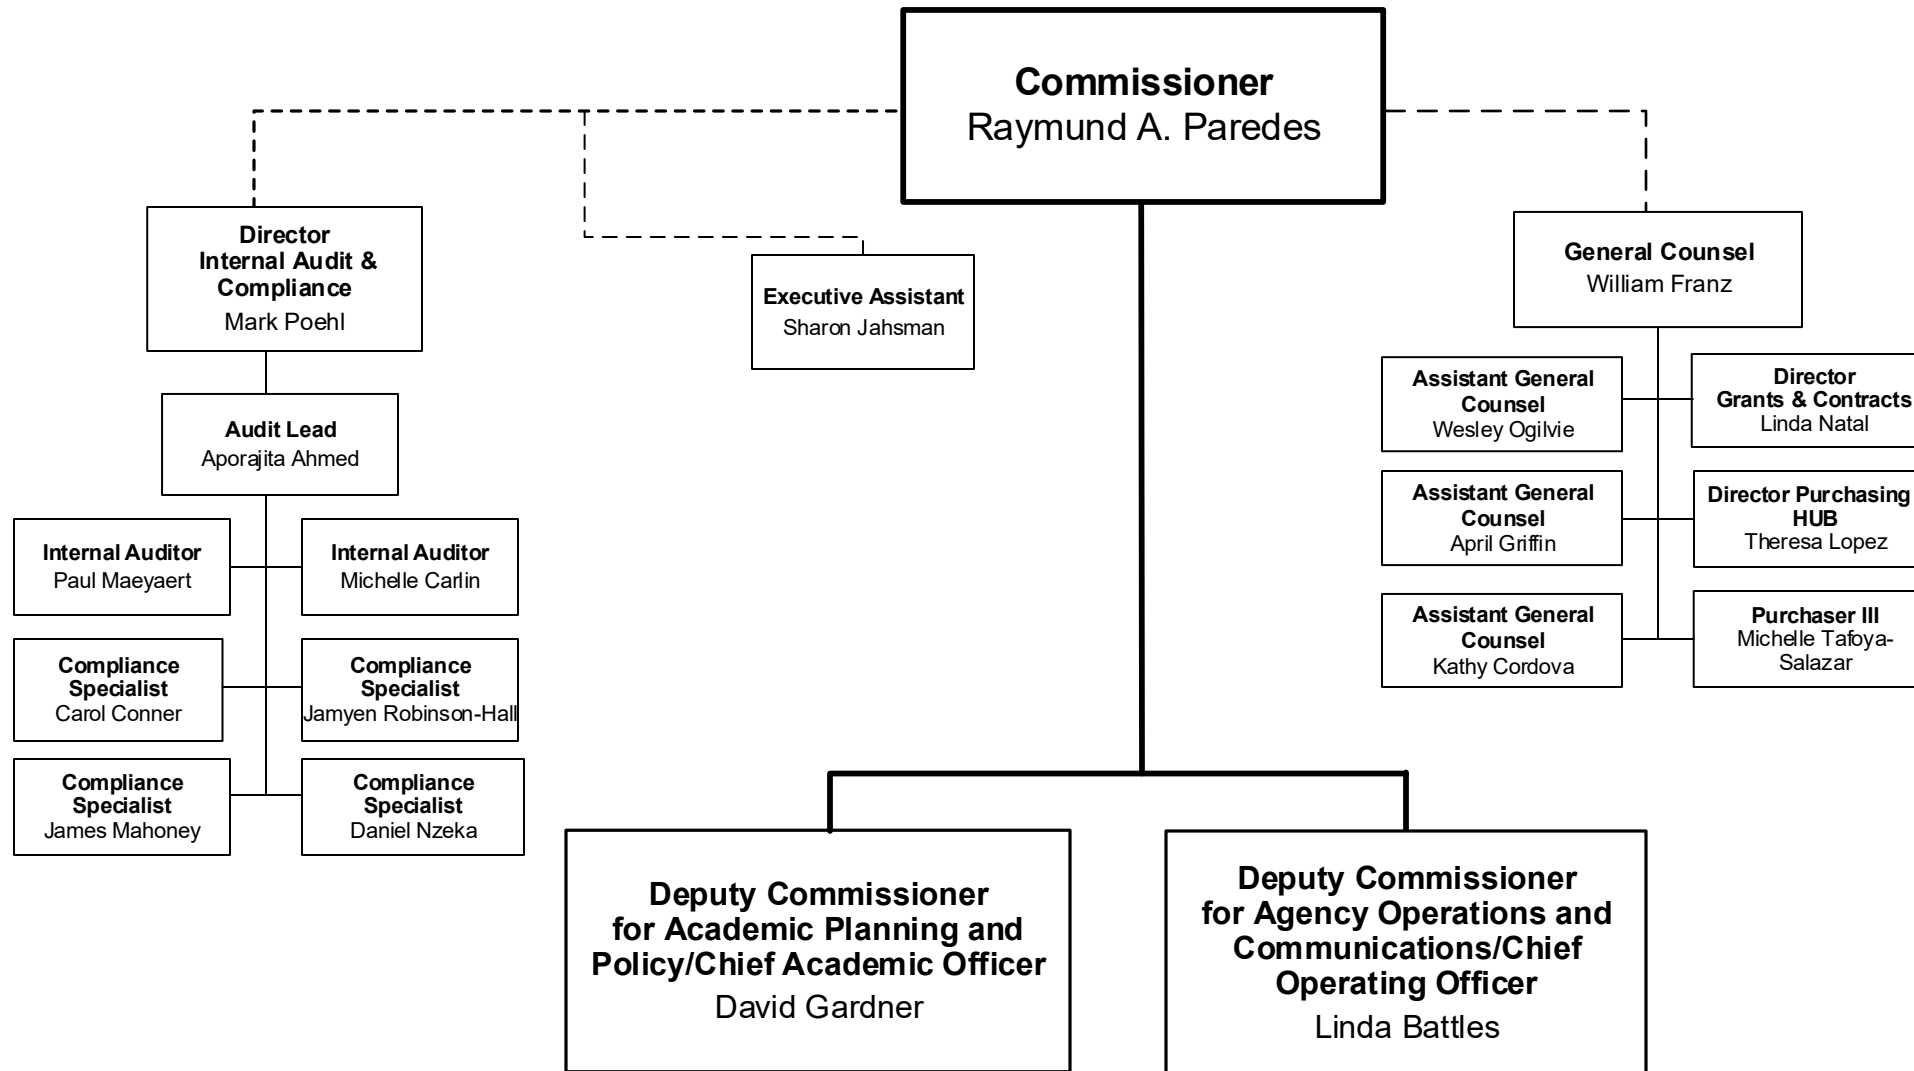 Commissioner
Raymund A. Paredes
Director
Internal Audit &
Compliance
Mark Poehl
Executive Assistant
Sharon Jahsman
General Counsel
William Franz
Audit Lead
Aporajita Ahmed
Internal Auditor
Paul Maeyaert
Internal Auditor
Michelle Carlin
Compliance
Specialist
Carol Conner
Compliance
Specialist
Jamyen Robinson-Hall
Compliance
Specialist
James Mahoney
Compliance
Specialist
Daniel Nzeka
Assistant General
Counsel
Wesley Ogilvie
Director
Grants & Contracts
Linda Natal
Assistant General
Counsel
April Griffin
Director Purchasing
HUB
Theresa Lopez
Assistant General
Counsel
Kathy Cordova
Purchaser III
Michelle Tafoya-
Salazar
Deputy Commissioner
for Academic Planning and
Policy/Chief Academic Officer
David Gardner
Deputy Commissioner
for Agency Operations and
Communications/Chief
Operating Officer
Linda Battles